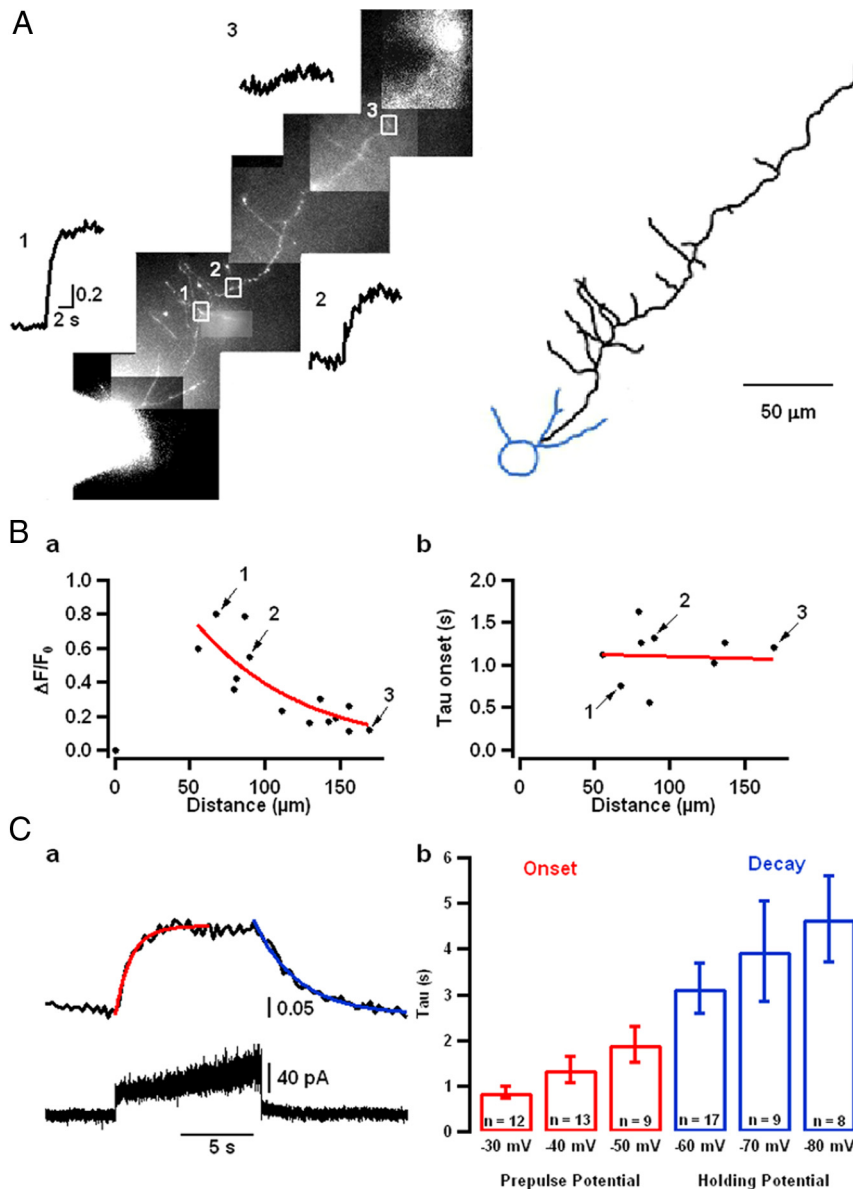 A
3
3
1
0.2
2 s
2
1
2
50 µm
B
a
1.0
0.8
0.6
0.4
0.2
0.0
ΔF/F₀
1
2
3
0
50
100
150
Distance (µm)
b
2.0
1.5
1.0
0.5
0.0
Tau onset (s)
2
3
1
0
50
100
150
Distance (µm)
C
a
0.05
40 pA
5 s
b
6
5
4
3
2
1
0
Tau (s)
Onset
Decay
n = 12
n = 13
n = 9
n = 17
n = 9
n = 8
-30 mV
-40 mV
-50 mV
-60 mV
-70 mV
-80 mV
Prepulse Potential
Holding Potential